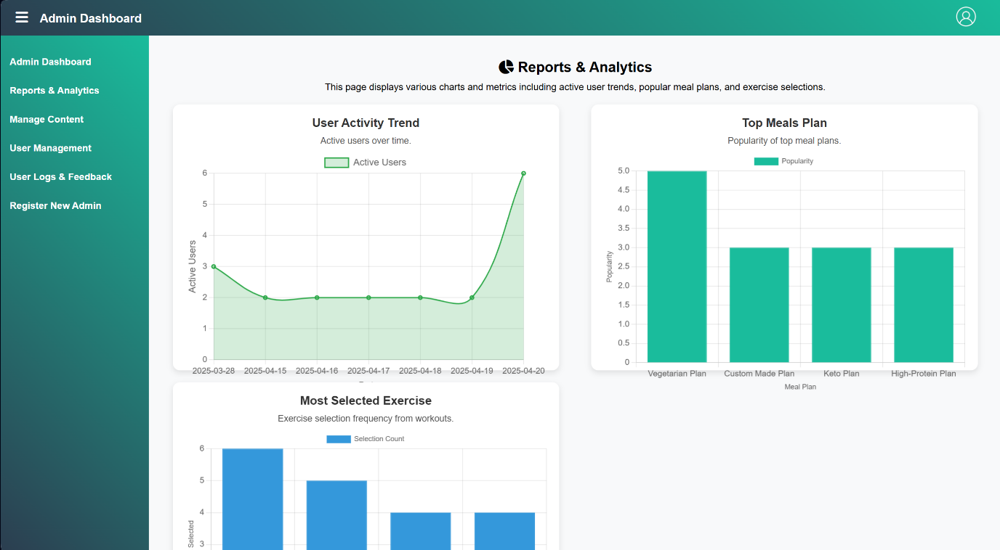 Admin Dashboard
Admin Dashboard
Reports & Analytics
Manage Content
User Management
User Logs & Feedback
Register New Admin
Reports & Analytics
This page displays various charts and metrics including active user trends, popular meal plans, and exercise selections.
User Activity Trend
Active users over time.
Active Users
Active Users
6
5
4
3
2
1
0
2025-03-28 2025-04-15 2025-04-16 2025-04-17 2025-04-18 2025-04-19 2025-04-20
Top Meals Plan
Popularity of top meal plans.
Popularity
Popularity
5.0
4.5
4.0
3.5
3.0
2.5
2.0
1.5
1.0
0.5
0
Vegetarian Plan Custom Made Plan Keto Plan High-Protein Plan
Meal Plan
Most Selected Exercise
Exercise selection frequency from workouts.
Selection Count
Selected
6
5
4
3